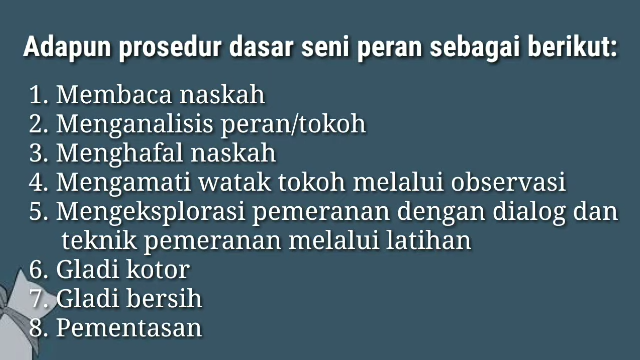 Adapun prosedur dasar seni peran sebagai berikut:
1. Membaca naskah
2. Menganalisis peran/tokoh
3. Menghafal naskah
4. Mengamati watak tokoh melalui observasi
5. Mengeksplorasi pemeranan dengan dialog dan
teknik pemeranan melalui latihan
6. Gladi kotor
7. Gladi bersih
8. Pementasan